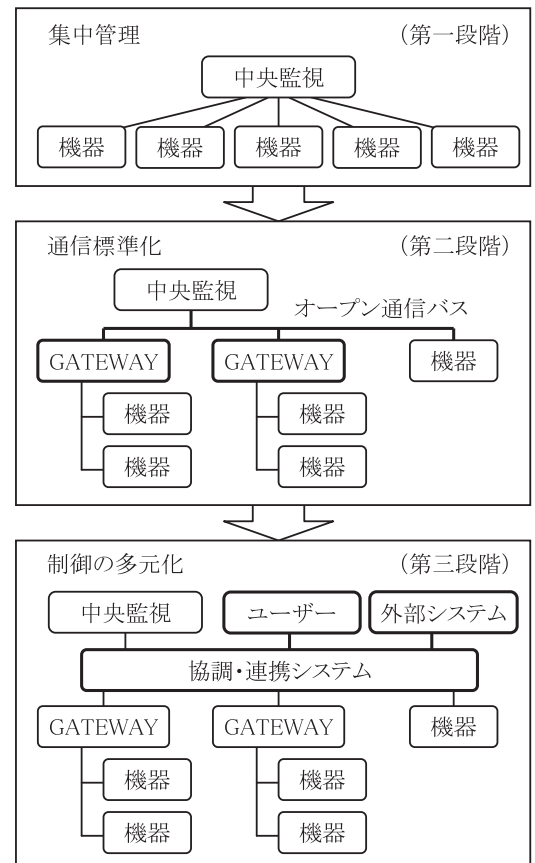 集中管理 (第一段階)
中央監視
機器 機器 機器 機器 機器
通信標準化 (第二段階)
中央監視
オープン通信バス
GATEWAY GATEWAY 機器
機器 機器
機器 機器
制御の多元化 (第三段階)
中央監視 ユーザー 外部システム
協調・連携システム
GATEWAY GATEWAY 機器
機器 機器
機器 機器